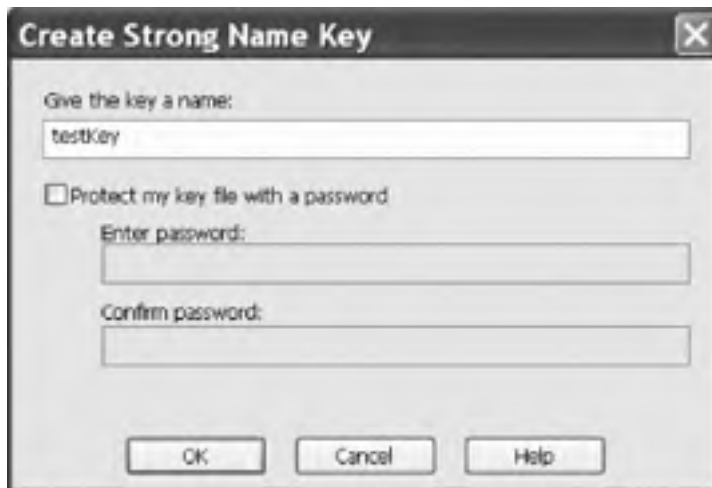 Create Strong Name Key
Give the key a name:
testKey
Protect my key file with a password
Enter password:
Confirm password:
OK Cancel Help